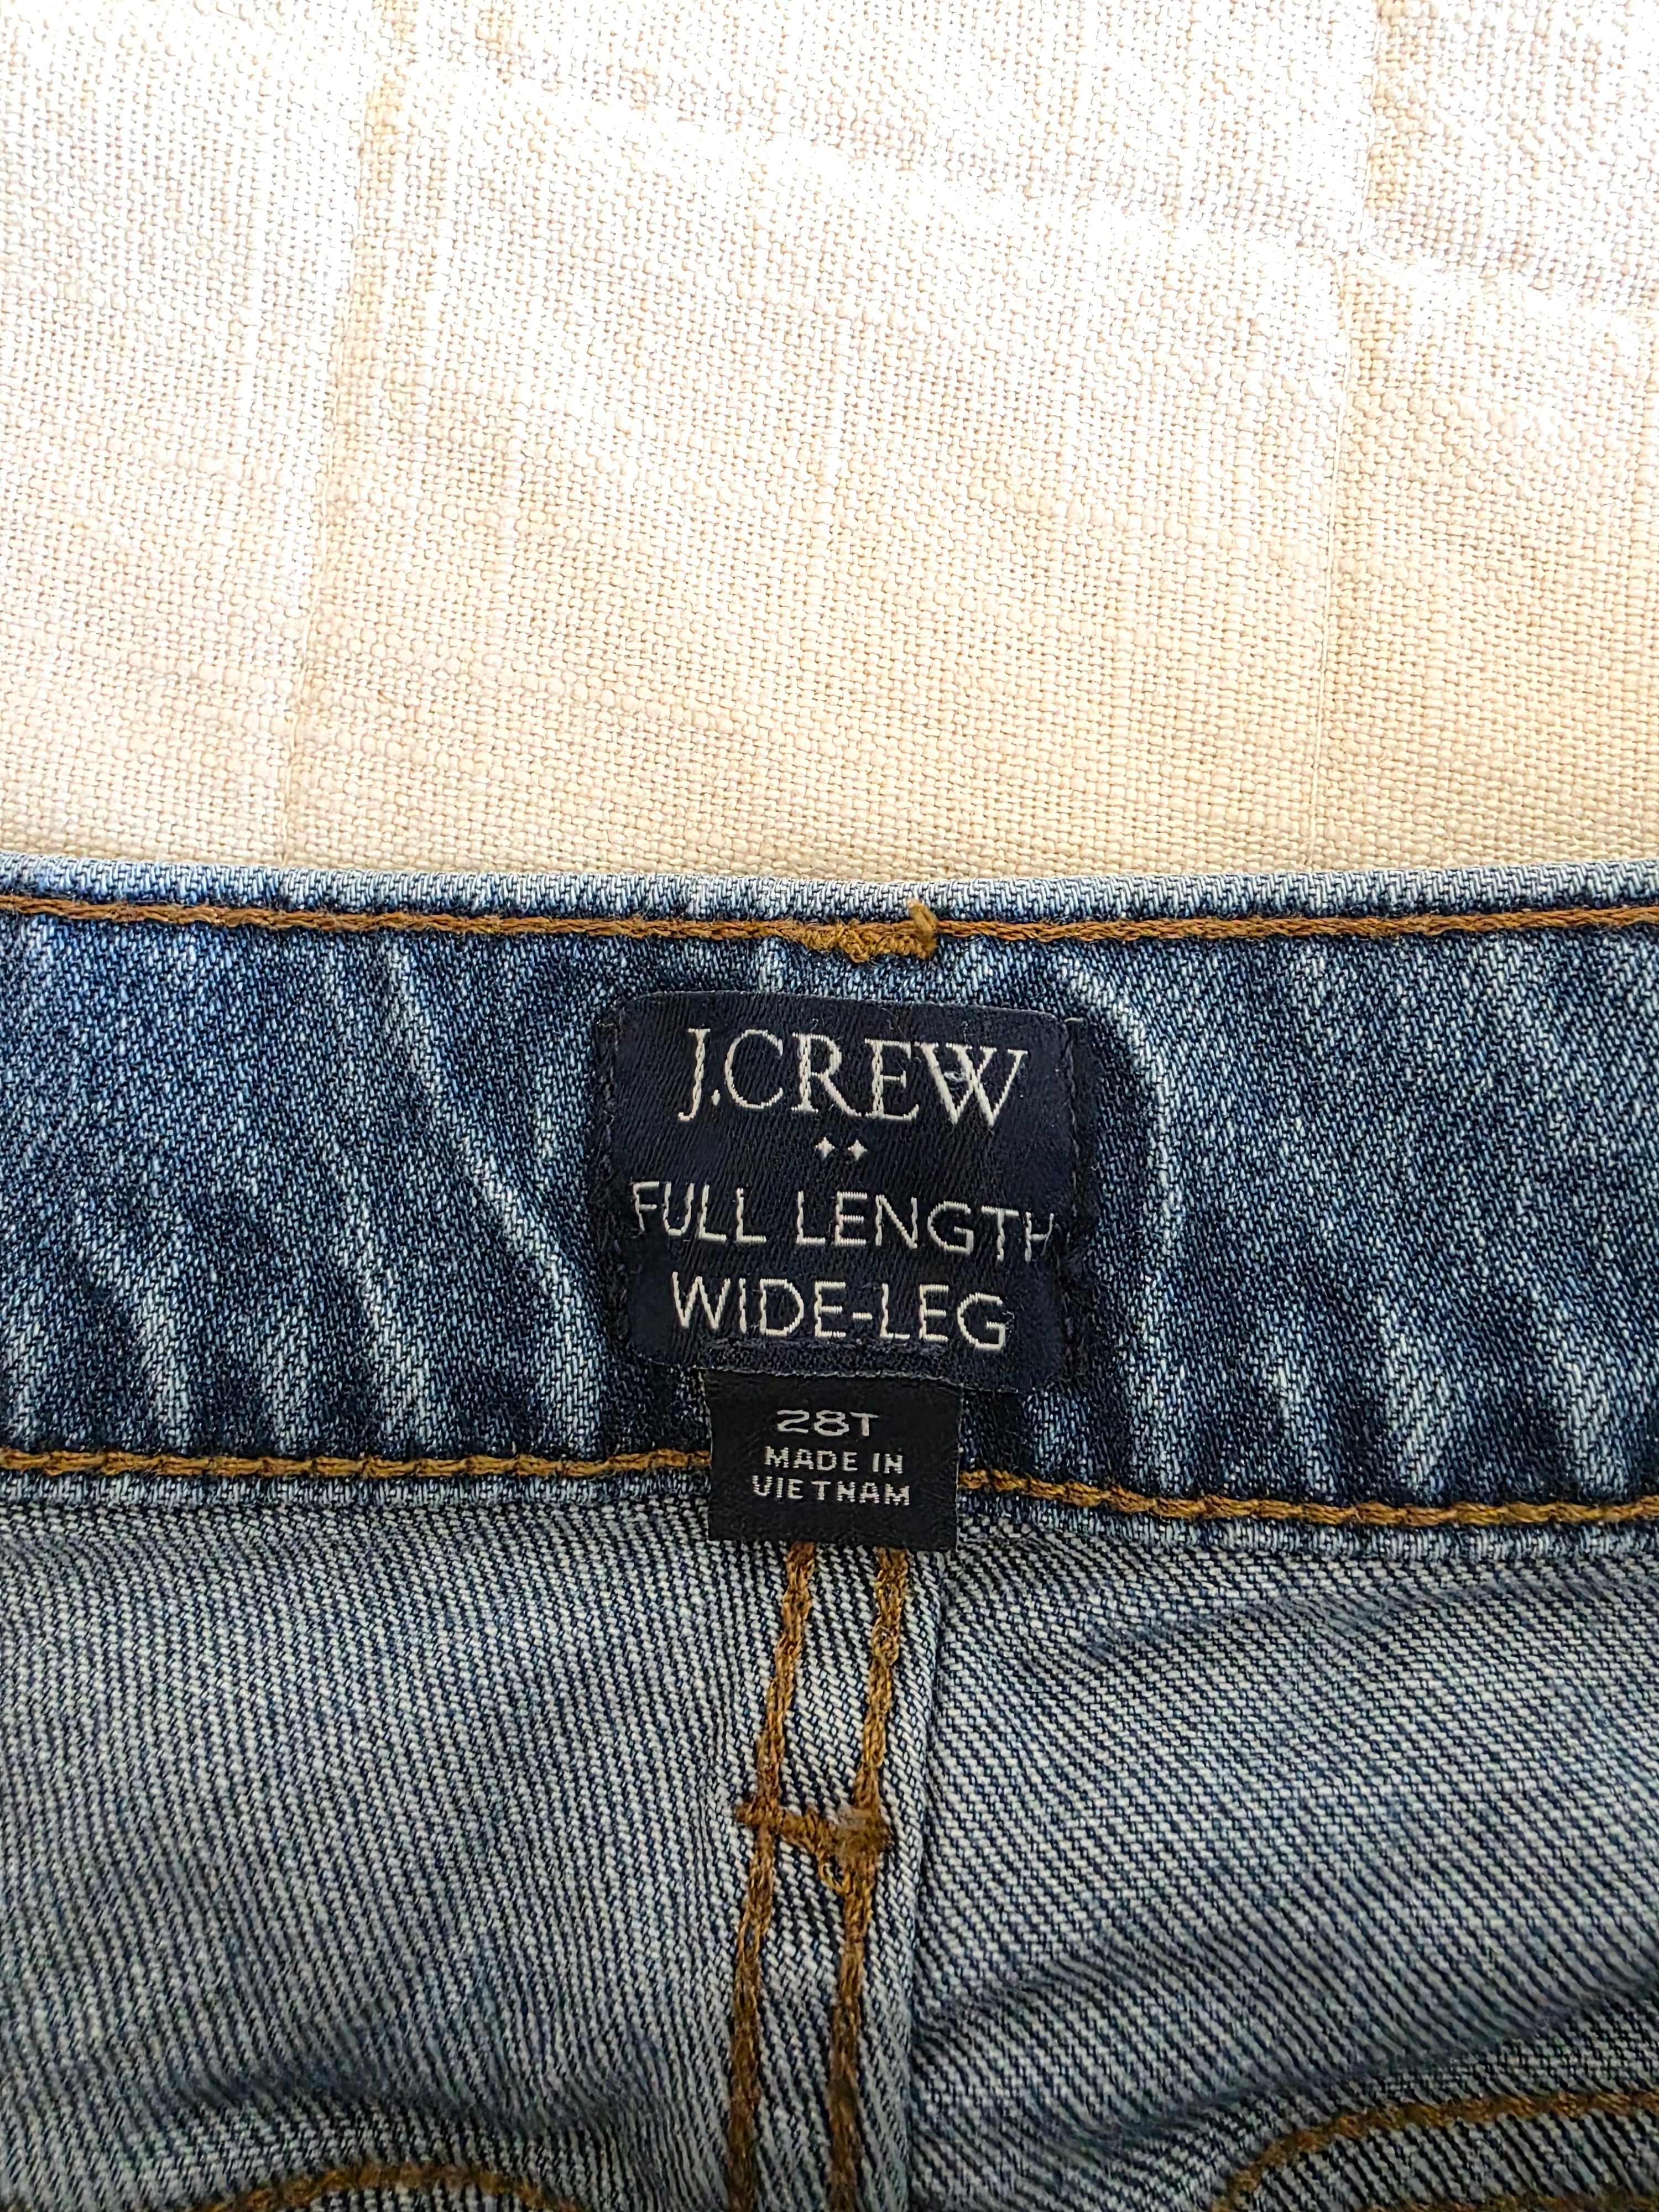 J.CREW
FULL LENGTH
WIDE-LEG
28T
MADE IN
VIETNAM